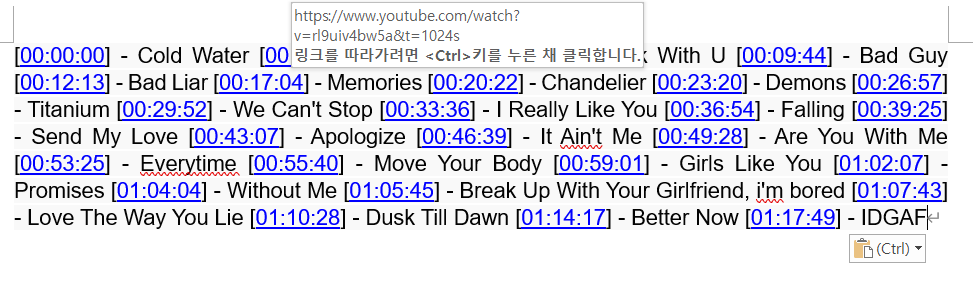 https://www.youtube.com/watch?
v=rl9uiv4bw5a&t=1024s
링크를 따라가려면 <Ctrl>키를 누른 채 클릭합니다.
[00:00:00] - Cold Water [00: With U [00:09:44] - Bad Guy
[00:12:13] - Bad Liar [00:17:04] - Memories [00:20:22] - Chandelier [00:23:20] - Demons [00:26:57]
- Titanium [00:29:52] - We Can't Stop [00:33:36] - I Really Like You [00:36:54] - Falling [00:39:25]
- Send My Love [00:43:07] - Apologize [00:46:39] - It Ain't Me [00:49:28] - Are You With Me
[00:53:25] - Everytime [00:55:40] - Move Your Body [00:59:01] - Girls Like You [01:02:07] -
Promises [01:04:04] - Without Me [01:05:45] - Break Up With Your Girlfriend, i'm bored [01:07:43]
- Love The Way You Lie [01:10:28] - Dusk Till Dawn [01:14:17] - Better Now [01:17:49] - IDGAF
(Ctrl)